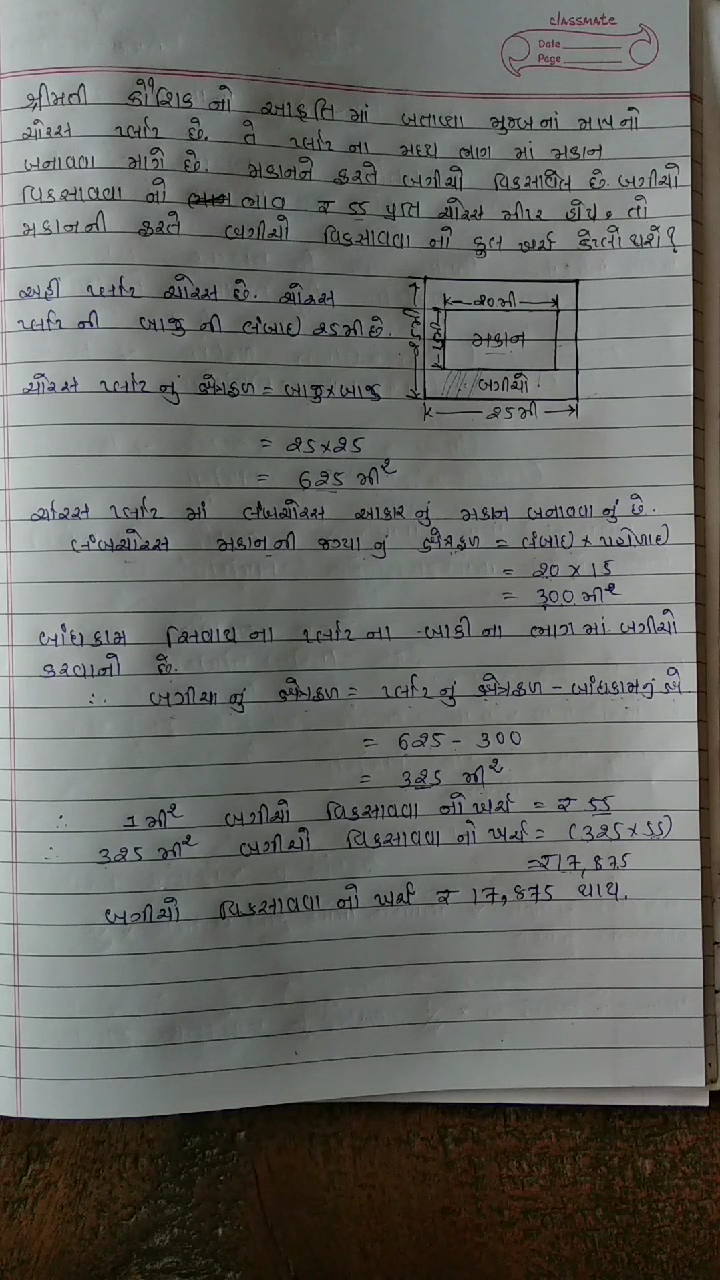 classmate
Date
Page
શ્રીમતી કૌશિક નો આકૃતિ માં બતાવ્યા મુજબનાં માપનો
ચોરસ પ્લોટ છે. તે પ્લોટ ના મધ્ય ભાગ માં મકાન
બનાવવા માગે છે. મકાનને ફરતે બગીચો વિકસાવેલ છે. બગીચો
વિકસાવવા નો ભાવ ₹ 55 પ્રતિ ચોરસ મીટર હોય, તો
મકાનની ફરતે બગીચો વિકસાવવા નો કુલ ખર્ચ કેટલો થશે?
અહીં પ્લોટ ચોરસ છે. ચોરસ
પ્લોટ ની બાજુ ની લંબાઇ ૨૫મી છે.
૨૦મી
મકાન
બગીચો
૨૫મી
ચોરસ પ્લોટ નું ક્ષેત્રફળ = બાજુ × બાજુ
= 25 × 25
= 625 મી²
ચોરસ પ્લોટ માં લંબચોરસ આકાર નું મકાન બનાવવા નું છે.
લંબચોરસ મકાન ની જગ્યા નું ક્ષેત્રફળ = લંબાઇ × પહોળાઇ
= 20 × 15
= 300 મી²
બાંધકામ સિવાય ના પ્લોટ ના બાકી ના ભાગ માં બગીચો
કરવાનો છે.
∴ બગીચા નું ક્ષેત્રફળ = પ્લોટ નું ક્ષેત્રફળ - બાંધકામનું ક્ષે
= 625 - 300
= 325 મી²
∴ 1 મી² બગીચો વિકસાવવા નો ખર્ચ = ₹ 55
∴ 325 મી² બગીચો વિકસાવવા નો ખર્ચ = (325 × 55)
= ₹17,875
બગીચો વિકસાવવા નો ખર્ચ ₹ 17,875 થાય.